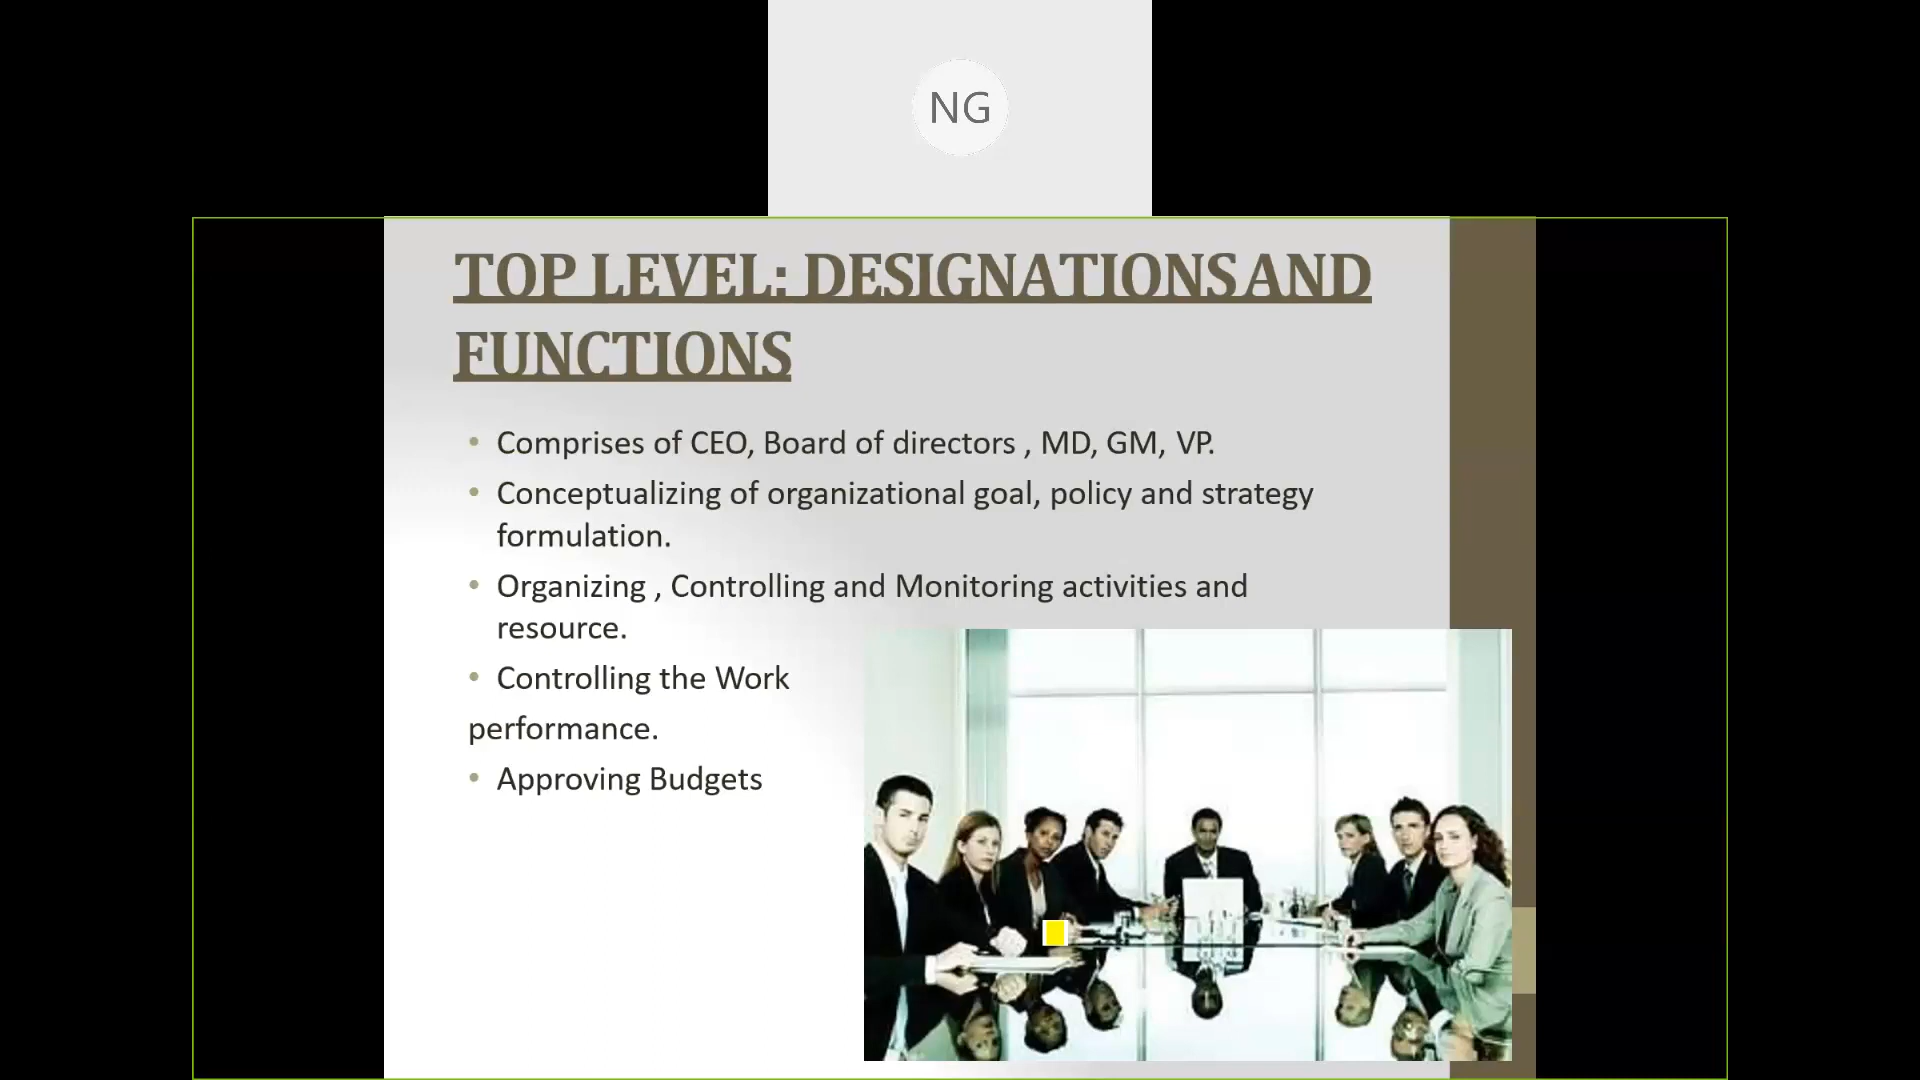 NG
TOP LEVEL: DESIGNATIONS AND
FUNCTIONS
• Comprises of CEO, Board of directors , MD, GM, VP.
• Conceptualizing of organizational goal, policy and strategy
formulation.
• Organizing , Controlling and Monitoring activities and
resource.
• Controlling the Work
performance.
• Approving Budgets